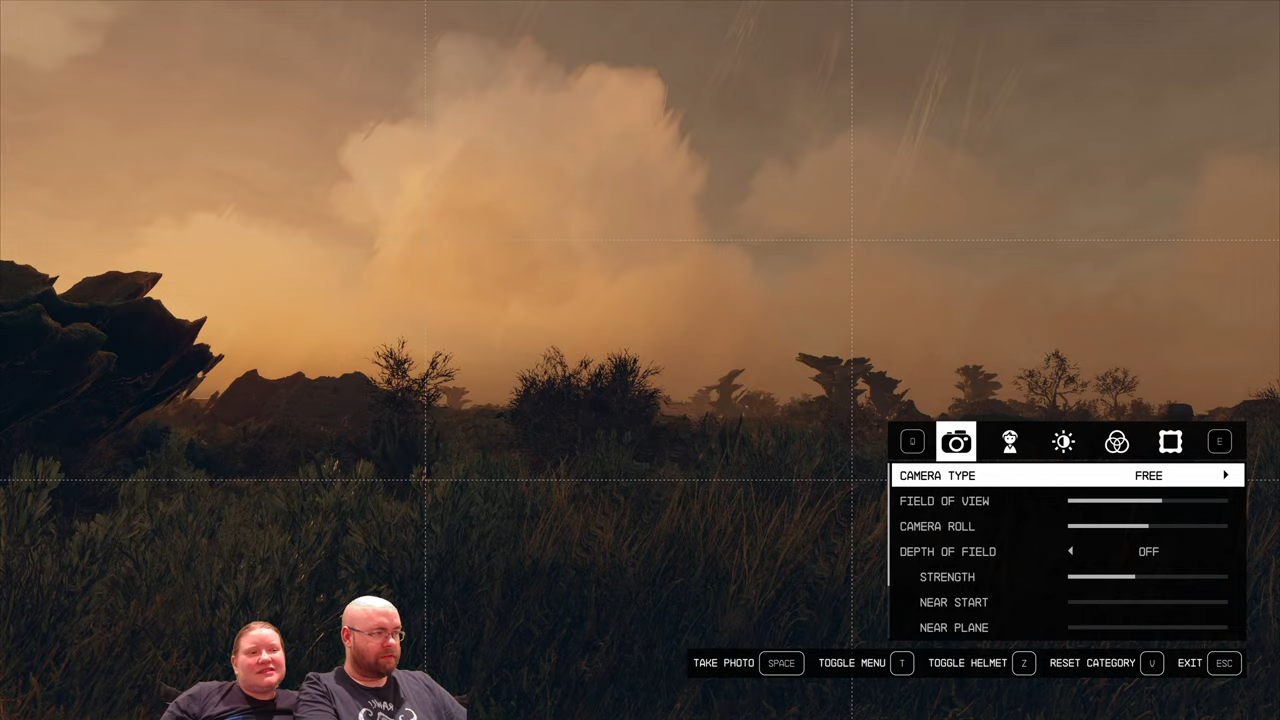 Q
E
CAMERA TYPE FREE
FIELD OF VIEW
CAMERA ROLL
DEPTH OF FIELD OFF
STRENGTH
NEAR START
NEAR PLANE
TAKE PHOTO SPACE TOGGLE MENU T TOGGLE HELMET Z RESET CATEGORY V EXIT ESC